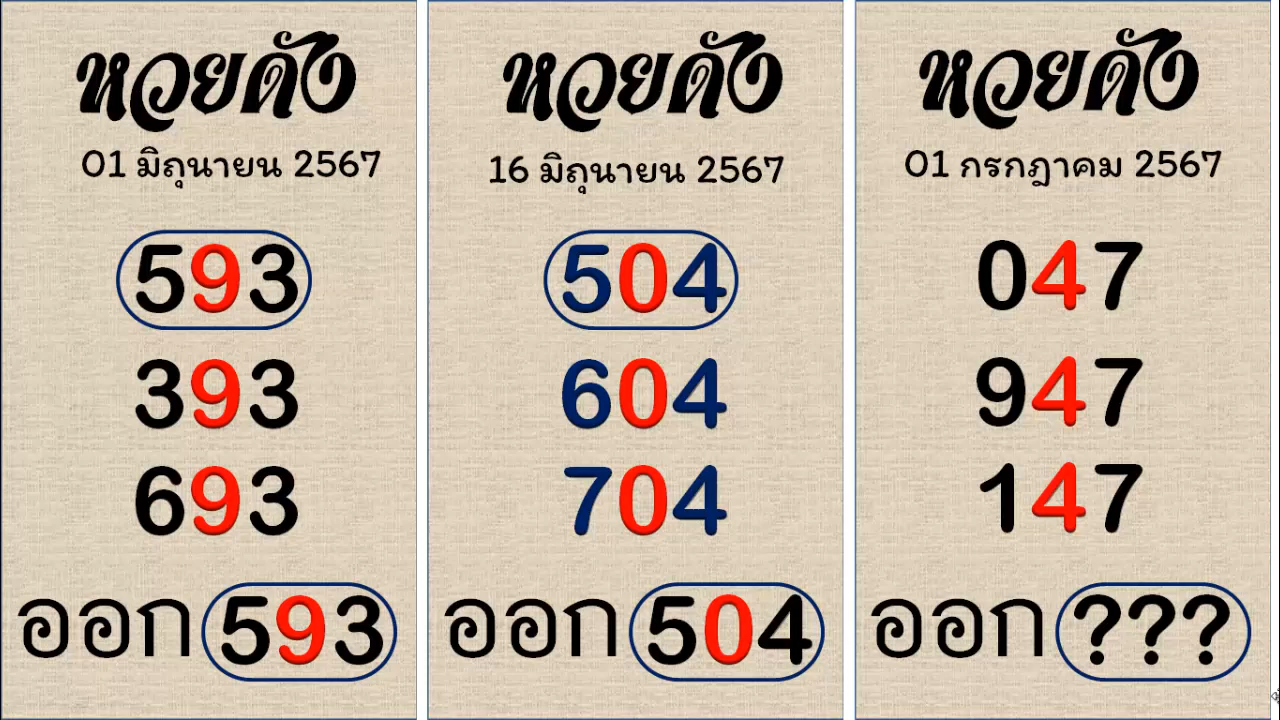 หวยดัง
01 มิถุนายน 2567
593
393
693
ออก 593
หวยดัง
16 มิถุนายน 2567
504
604
704
ออก 504
หวยดัง
01 กรกฎาคม 2567
047
947
147
ออก ???